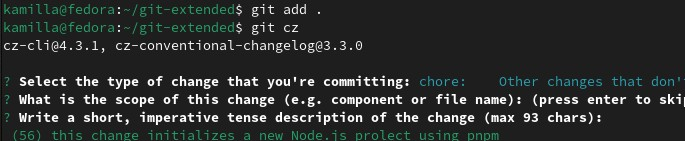 kamilla@fedora:~/git-extended$ git add .
kamilla@fedora:~/git-extended$ git cz
cz-cli@4.3.1, cz-conventional-changelog@3.3.0
? Select the type of change that you're committing: chore:    Other changes that don't
? What is the scope of this change (e.g. component or file name): (press enter to skip
? Write a short, imperative tense description of the change (max 93 chars):
(56) this change initializes a new Node.js prolect using pnpm